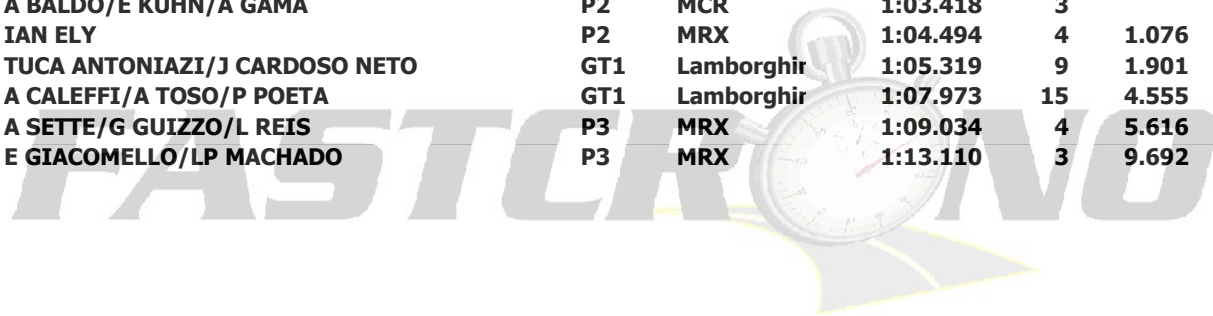 A BALDO/E KUHN/A GAMA P2 MCR 1:03.418 3
IAN ELY P2 MRX 1:04.494 4 1.076
TUCA ANTONIAZI/J CARDOSO NETO GT1 Lamborghir 1:05.319 9 1.901
A CALEFFI/A TOSO/P POETA GT1 Lamborghir 1:07.973 15 4.555
A SETTE/G GUIZZO/L REIS P3 MRX 1:09.034 4 5.616
E GIACOMELLO/LP MACHADO P3 MRX 1:13.110 3 9.692
FASTCRONO